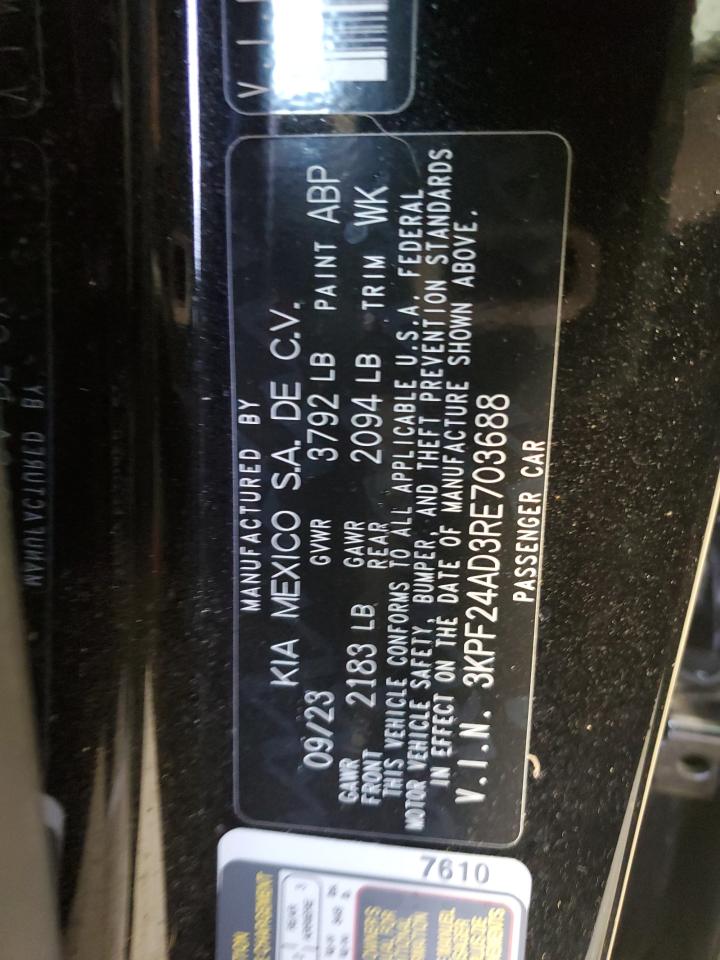 V.I.
MANUFACTURED BY
KIA MEXICO S.A. DE C.V.
09/23 GVWR 3792 LB PAINT ABP
GAWR FRONT 2183 LB GAWR REAR 2094 LB TRIM WK
THIS VEHICLE CONFORMS TO ALL APPLICABLE U.S.A. FEDERAL
MOTOR VEHICLE SAFETY, BUMPER, AND THEFT PREVENTION STANDARDS
IN EFFECT ON THE DATE OF MANUFACTURE SHOWN ABOVE.
V.I.N. 3KPF24AD3RE703688
PASSENGER CAR
7610
MANUFACTURED BY